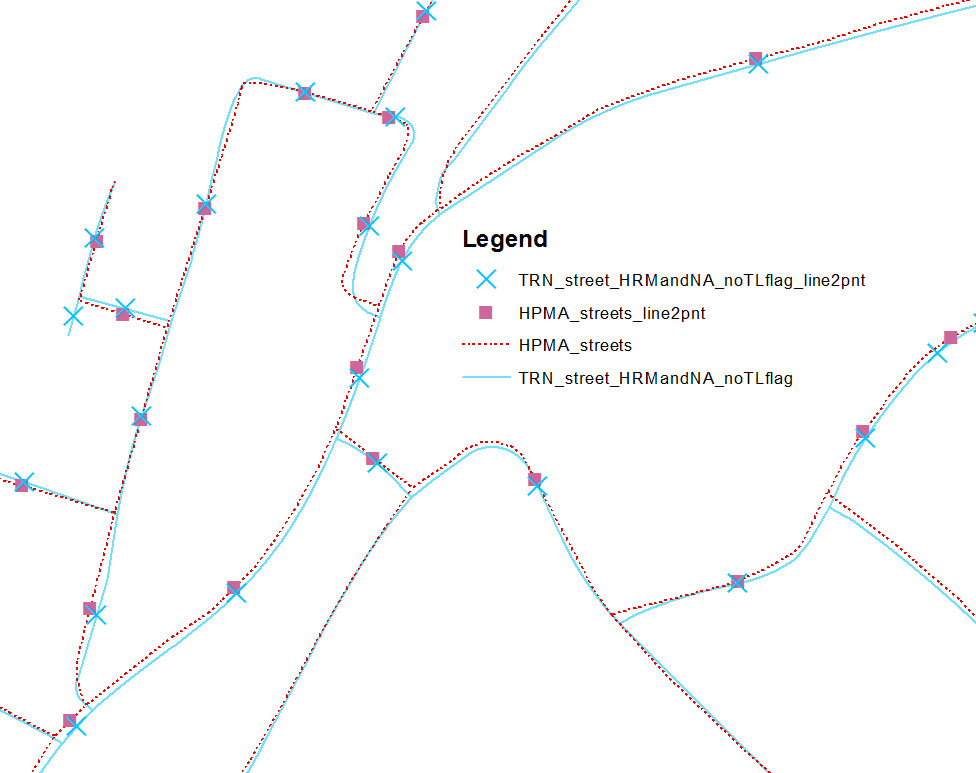 Legend
TRN_street_HRMandNA_noTLflag_line2pnt
HPMA_streets_line2pnt
HPMA_streets
TRN_street_HRMandNA_noTLflag